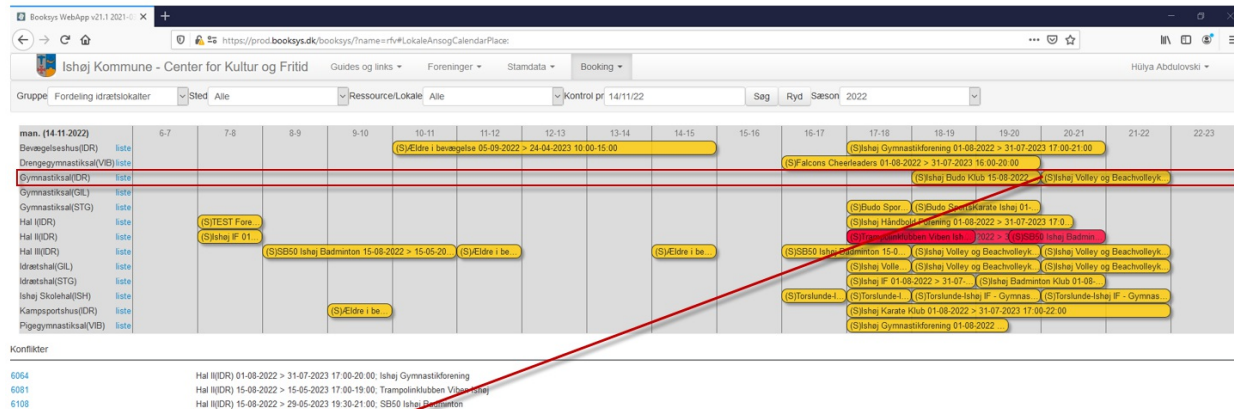 Booksys WebApp v21.1 2021-0
https://prod.booksys.dk/booksys/?name=rfv#LokaleAnsogCalendarPlace:
Ishøj Kommune - Center for Kultur og Fritid Guides og links Foreninger Stamdata Booking Hülya Abdulovski
Gruppe Fordeling idrætslokalter Sted Alle Ressource/Lokale Alle Kontrol pr 14/11/22 Søg Ryd Sæson 2022
man. (14-11-2022) 6-7 7-8 8-9 9-10 10-11 11-12 12-13 13-14 14-15 15-16 16-17 17-18 18-19 19-20 20-21 21-22 22-23
Bevægelseshus(IDR) liste (S)Ældre i bevægelse 05-09-2022 > 24-04-2023 10:00-15:00 (S)Ishøj Gymnastikforening 01-08-2022 > 31-07-2023 17:00-21:00
Drengegymnastiksal(VIB) liste (S)Falcons Cheerleaders 01-08-2022 > 31-07-2023 16:00-20:00
Gymnastiksal(IDR) liste (S)Ishøj Budo Klub 15-08-2022 ... (S)Ishøj Volley og Beachvolleyk...
Gymnastiksal(GIL) liste
Gymnastiksal(STG) liste (S)Budo Spor... (S)Budo SportsKarate Ishøj 01-...
Hal I(IDR) liste (S)TEST Fore... (S)Ishøj Håndbold Forening 01-08-2022 > 31-07-2023 17:0...
Hal II(IDR) liste (S)Ishøj IF 01... (S)Trampolinklubben Viben Ish... 2022 > 3 (S)SB50 Ishøj Badmin...
Hal III(IDR) liste (S)SB50 Ishøj Badminton 15-08-2022 > 15-05-20... (S)Ældre i be... (S)Ældre i be... (S)SB50 Ishøj Badminton 15-0... (S)Ishøj Volley og Beachvolleyk... (S)Ishøj Volley og Beachvolleyk...
Idrætshal(GIL) liste (S)Ishøj Volle... (S)Ishøj Volley og Beachvolleyk... (S)Ishøj Volley og Beachvolleyk...
Idrætshal(STG) liste (S)Ishøj IF 01-08-2022 > 31-07-... (S)Ishøj Badminton Klub 01-08-...
Ishøj Skolehal(ISH) liste (S)Torslunde-I... (S)Torslunde-I... (S)Torslunde-Ishøj IF - Gymnas... (S)Torslunde-Ishøj IF - Gymnas...
Kampsportshus(IDR) liste (S)Ældre i be... (S)Ishøj Karate Klub 01-08-2022 > 31-07-2023 17:00-22:00
Pigegymnastiksal(VIB) liste (S)Ishøj Gymnastikforening 01-08-2022 ...
Konflikter
6064 Hal II(IDR) 01-08-2022 > 31-07-2023 17:00-20:00; Ishøj Gymnastikforening
6081 Hal II(IDR) 15-08-2022 > 15-05-2023 17:00-19:00; Trampolinklubben Viben Ishøj
6108 Hal II(IDR) 15-08-2022 > 29-05-2023 19:30-21:00; SB50 Ishøj Badminton